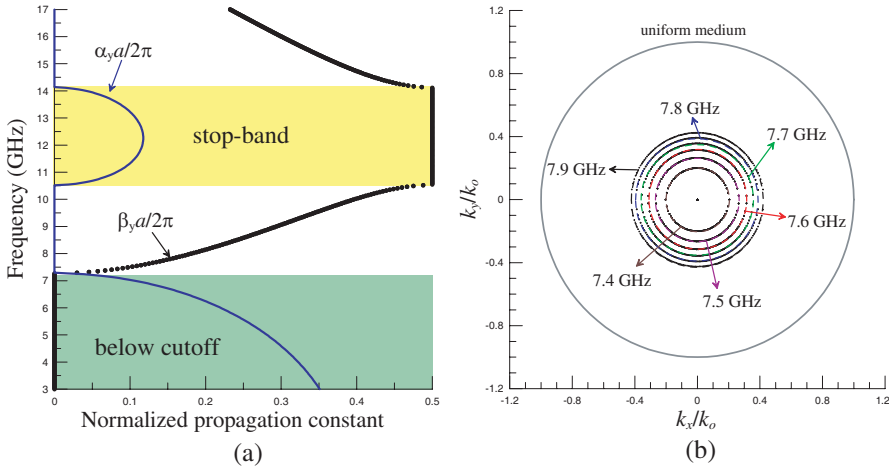 17
16
15
14
13
12
11
10
9
8
7
6
5
4
3
Frequency (GHz)
αya/2π
stop-band
βya/2π
below cutoff
0
0.1
0.2
0.3
0.4
0.5
Normalized propagation constant
(a)
1.2
0.8
0.4
0
-0.4
-0.8
-1.2
ky/ko
uniform medium
7.8 GHz
7.7 GHz
7.9 GHz
7.6 GHz
7.4 GHz
7.5 GHz
-1.2
-0.8
-0.4
0
0.4
0.8
1.2
kx/ko
(b)